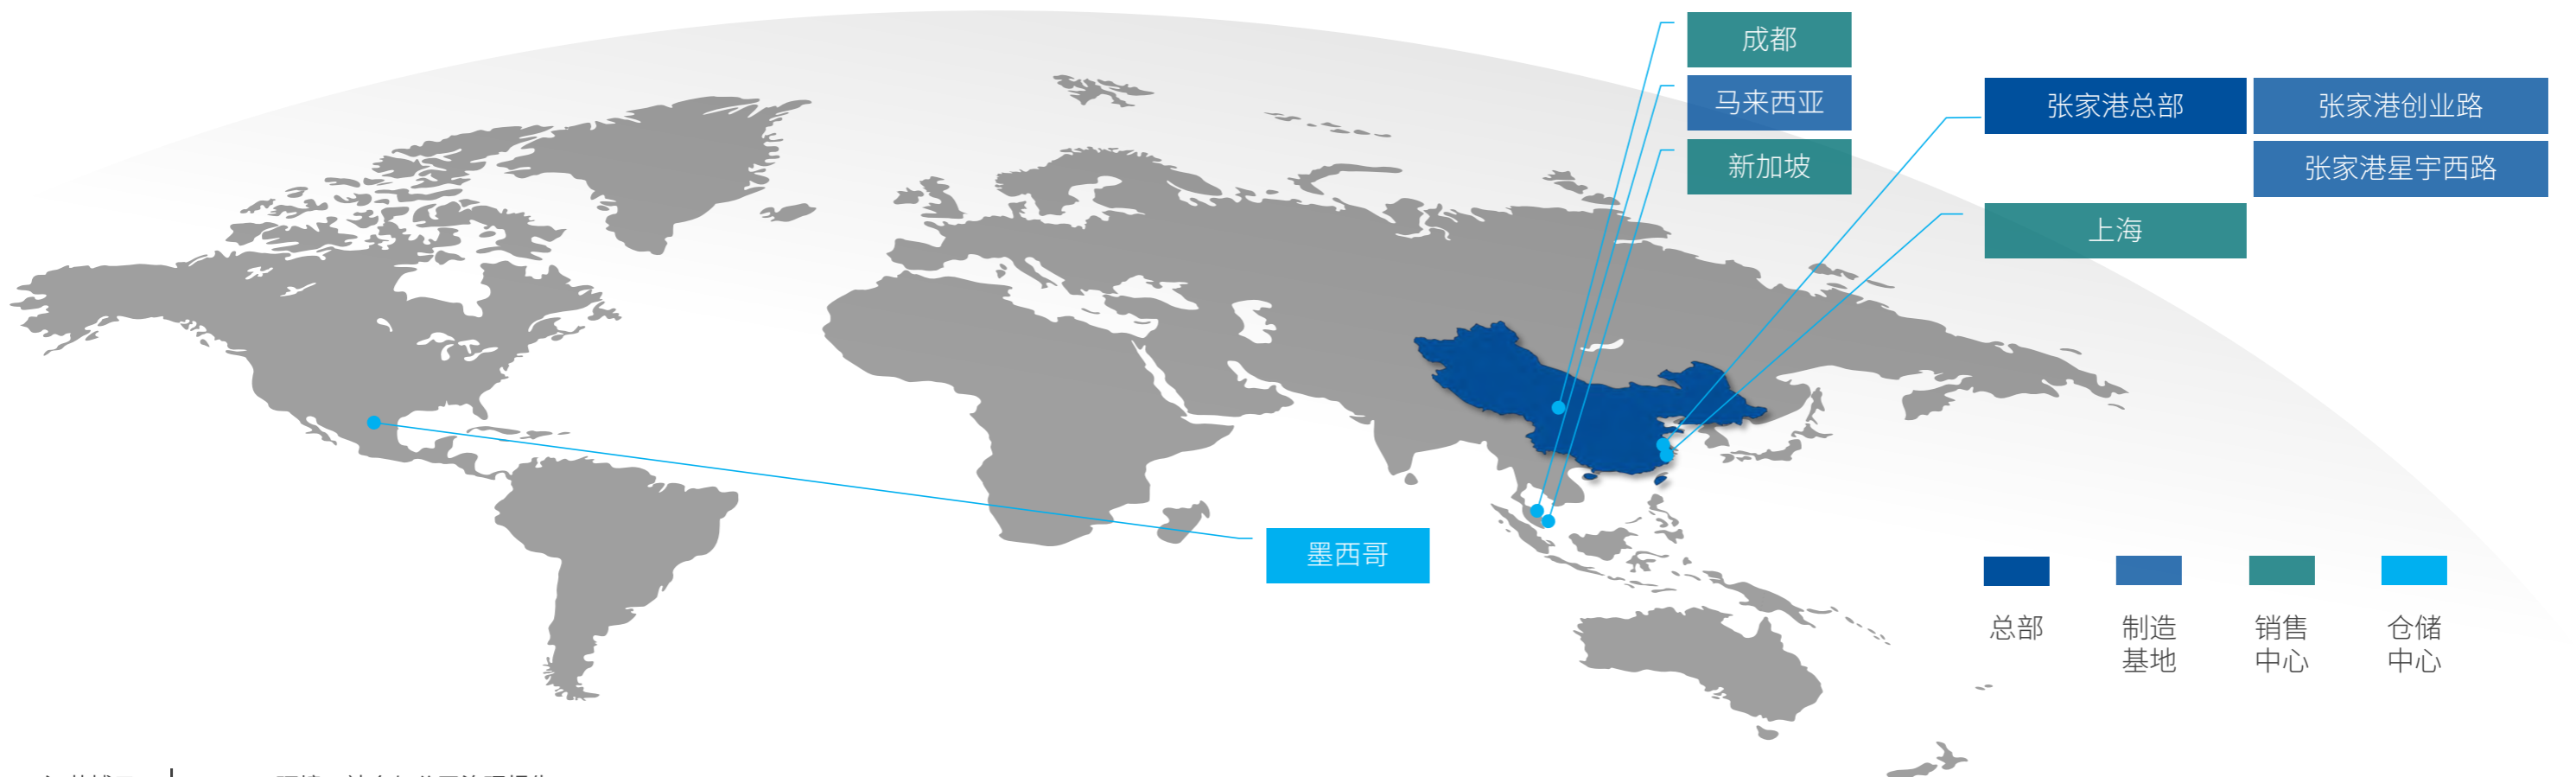 成都
马来西亚
新加坡
张家港总部
张家港创业路
张家港星宇西路
上海
墨西哥
总部
制造
基地
销售
中心
仓储
中心